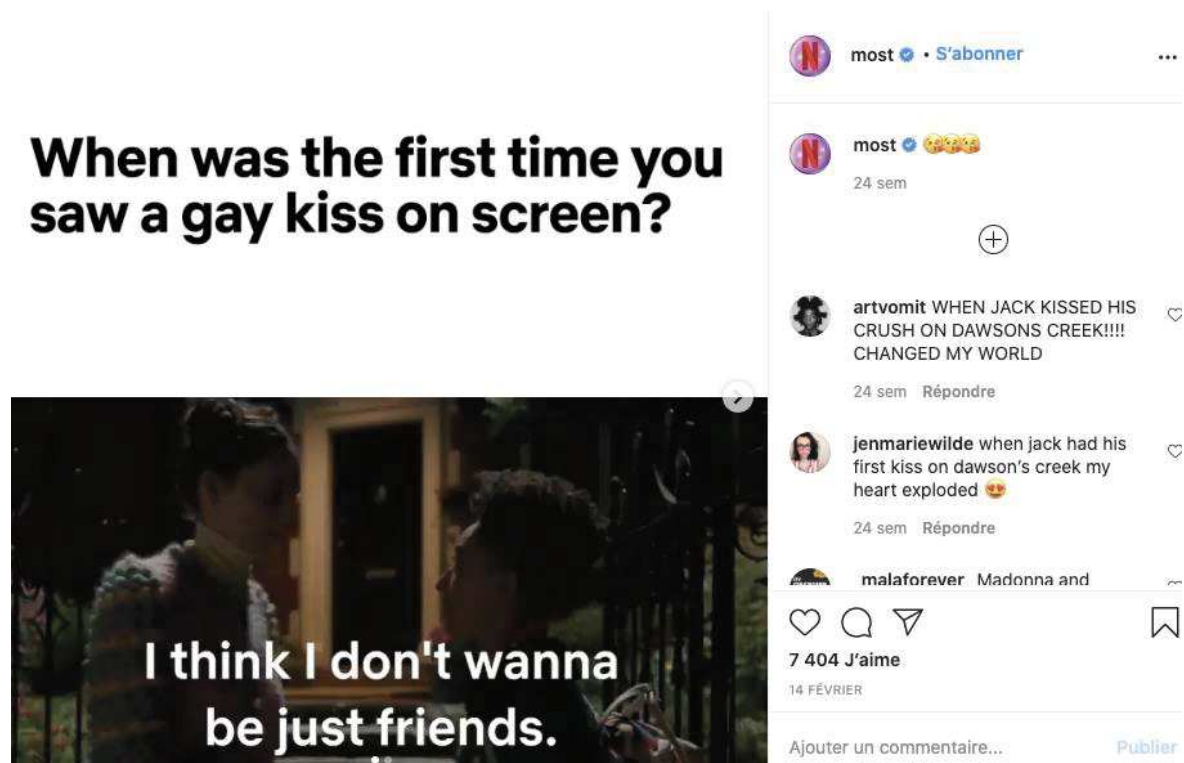 When was the first time you
saw a gay kiss on screen?
I think I don't wanna
be just friends.
most • S'abonner
most 😘😘😘
24 sem
artvomit WHEN JACK KISSED HIS
CRUSH ON DAWSONS CREEK!!!!
CHANGED MY WORLD
24 sem Répondre
jenmariewilde when jack had his
first kiss on dawson's creek my
heart exploded 😍
24 sem Répondre
malaforever Madonna and
7 404 J'aime
14 FÉVRIER
Ajouter un commentaire... Publier